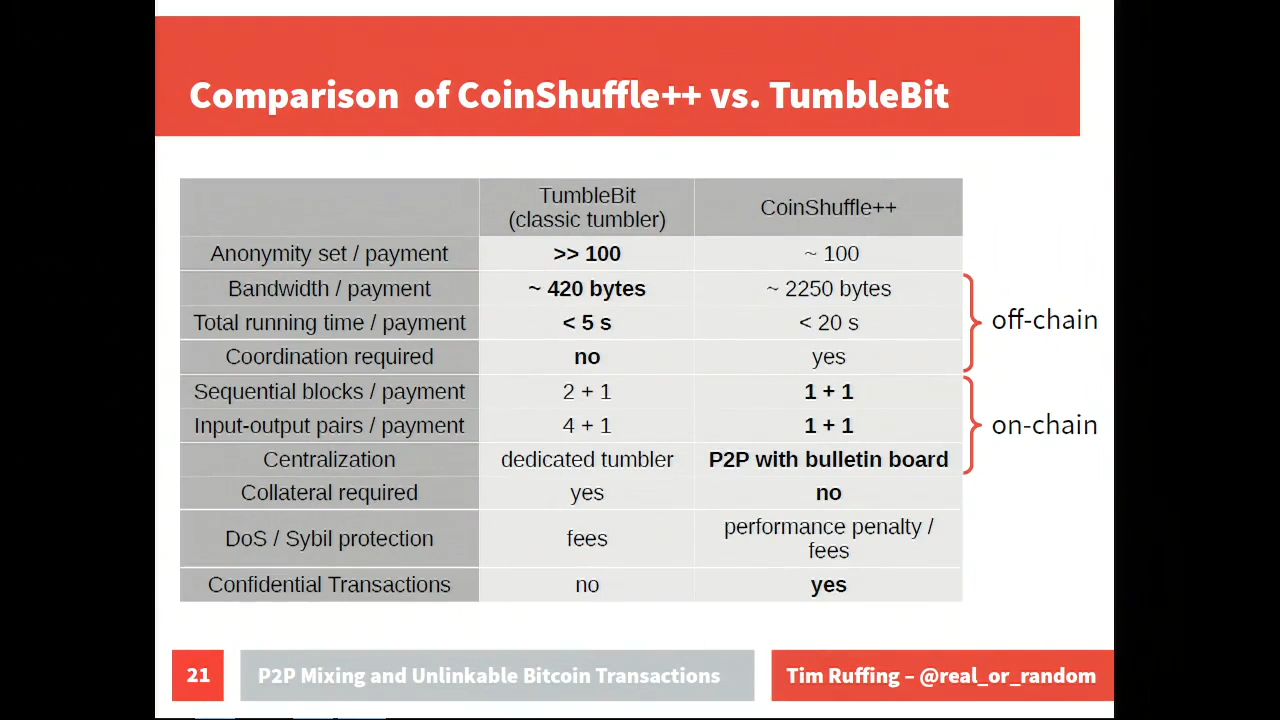 Comparison of CoinShuffle++ vs. TumbleBit
TumbleBit
(classic tumbler)
CoinShuffle++
Anonymity set / payment
>> 100
~ 100
Bandwidth / payment
~ 420 bytes
~ 2250 bytes
Total running time / payment
< 5 s
< 20 s
Coordination required
no
yes
off-chain
Sequential blocks / payment
2 + 1
1 + 1
Input-output pairs / payment
4 + 1
1 + 1
on-chain
Centralization
dedicated tumbler
P2P with bulletin board
Collateral required
yes
no
DoS / Sybil protection
fees
performance penalty /
fees
Confidential Transactions
no
yes
21
P2P Mixing and Unlinkable Bitcoin Transactions
Tim Ruffing – @real_or_random